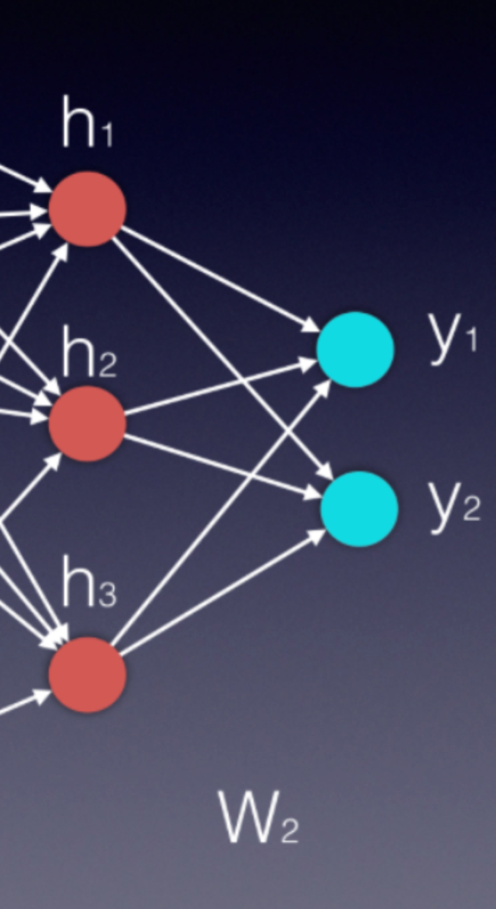 h₁
h₂
y₁
y₂
h₃
W₂